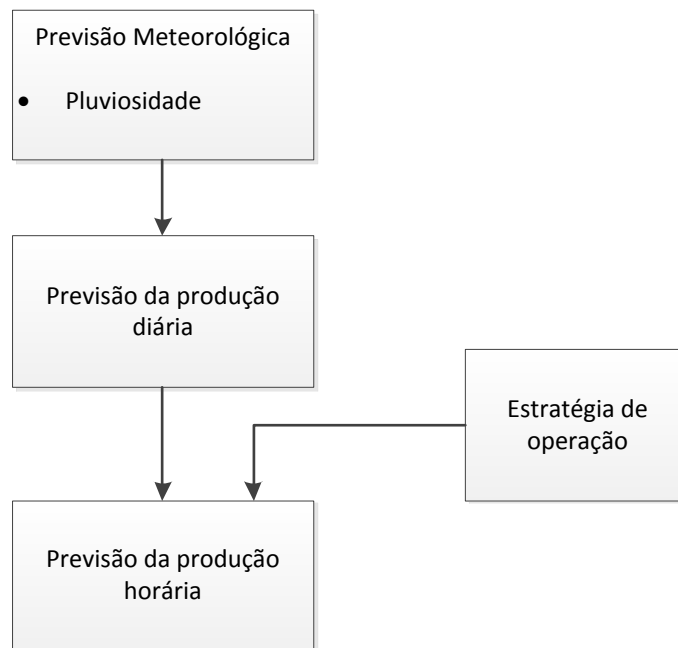 Previsão Meteorológica
• Pluviosidade
Previsão da produção
diária
Estratégia de
operação
Previsão da produção
horária